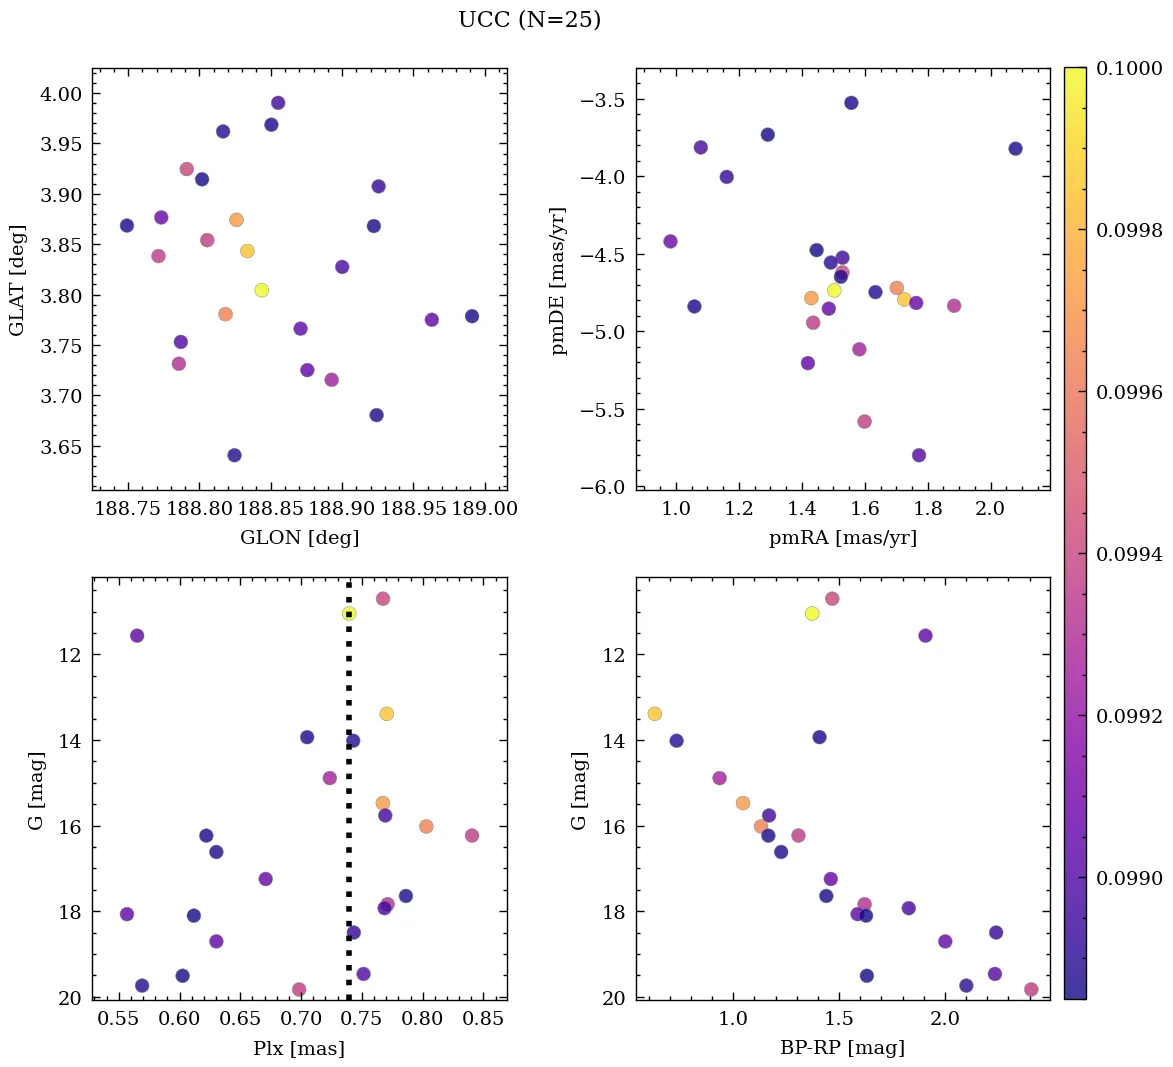 UCC (N=25)
4.00
3.95
3.90
3.85
3.80
3.75
3.70
3.65
GLAT [deg]
188.75 188.80 188.85 188.90 188.95 189.00
GLON [deg]
−3.5
−4.0
−4.5
−5.0
−5.5
−6.0
pmDE [mas/yr]
1.0 1.2 1.4 1.6 1.8 2.0
pmRA [mas/yr]
0.1000
0.0998
0.0996
0.0994
0.0992
0.0990
12
14
16
18
20
G [mag]
0.55 0.60 0.65 0.70 0.75 0.80 0.85
Plx [mas]
12
14
16
18
20
G [mag]
1.0 1.5 2.0
BP-RP [mag]